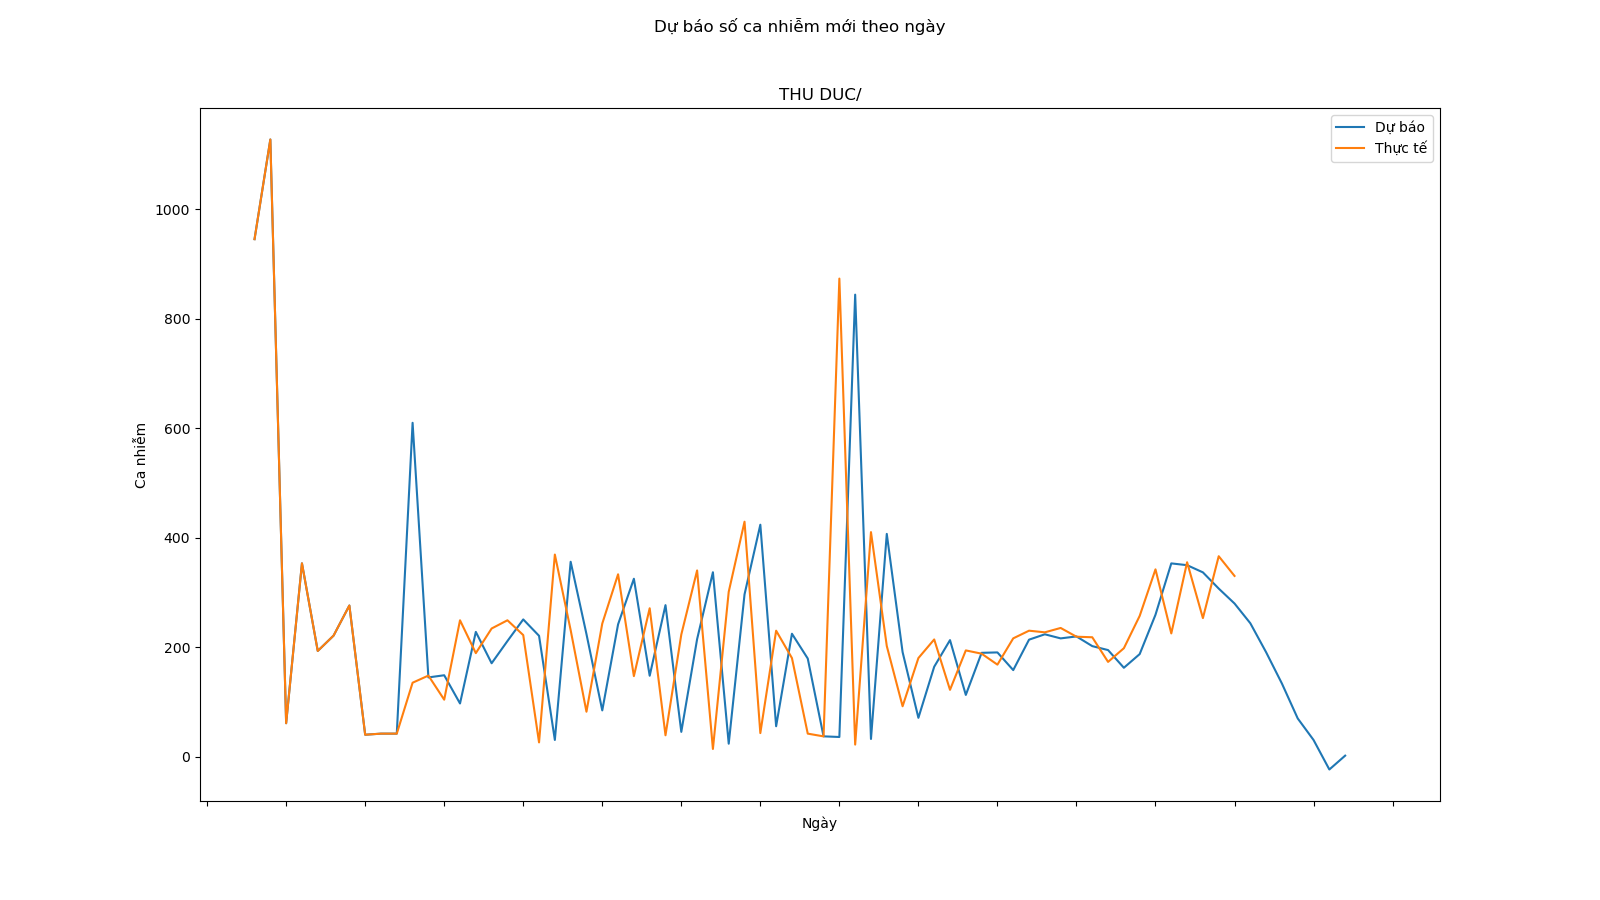 Dự báo số ca nhiễm mới theo ngày
THU DUC/
Dự báo
Thực tế
1000
800
600
400
200
0
Ca nhiễm
Ngày